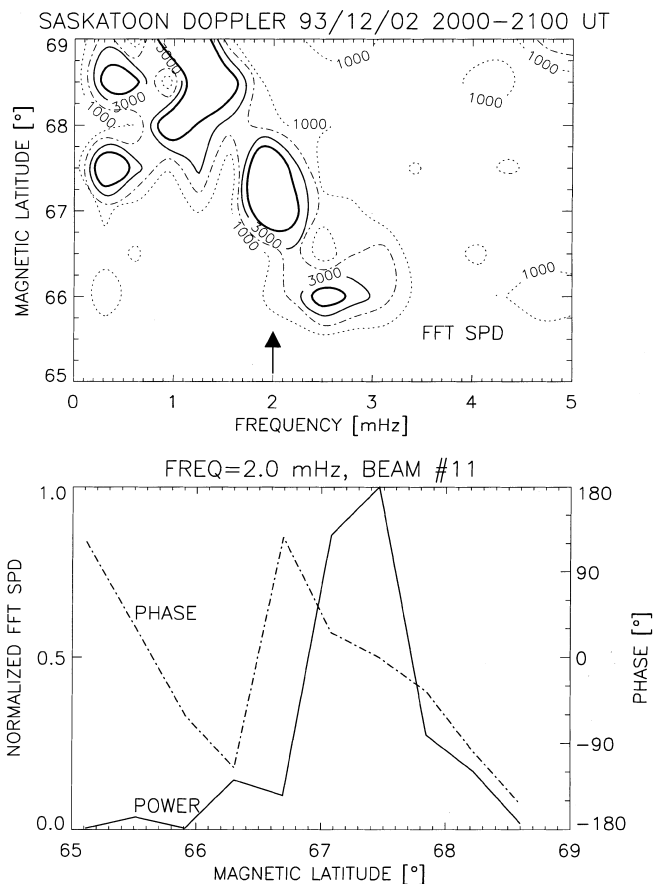 SASKATOON DOPPLER 93/12/02 2000-2100 UT
MAGNETIC LATITUDE [°]
69
68
67
66
65
3000
1000
1000
3000
1000
1000
1000
3000
1000
3000
1000
FFT SPD
0 1 2 3 4 5
FREQUENCY [mHz]
FREQ=2.0 mHz, BEAM #11
NORMALIZED FFT SPD
1.0
0.5
0.0
PHASE
POWER
180
90
0
-90
-180
PHASE [°]
65 66 67 68 69
MAGNETIC LATITUDE [°]